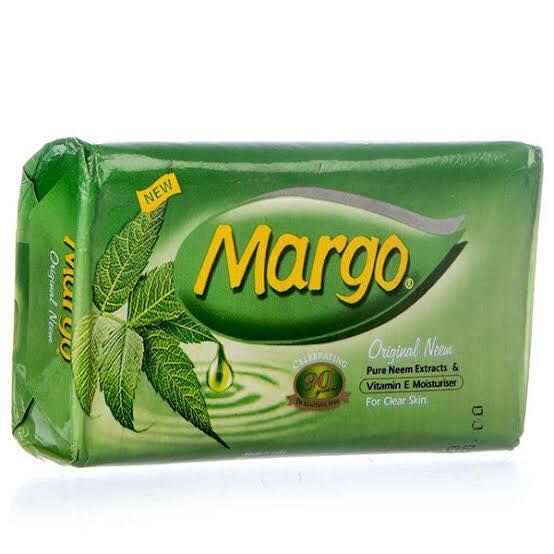 NEW
Margo®
Original Neem
Pure Neem Extracts &
Vitamin E Moisturiser
For Clear Skin
CELEBRATING
90
Margo
Original Neem